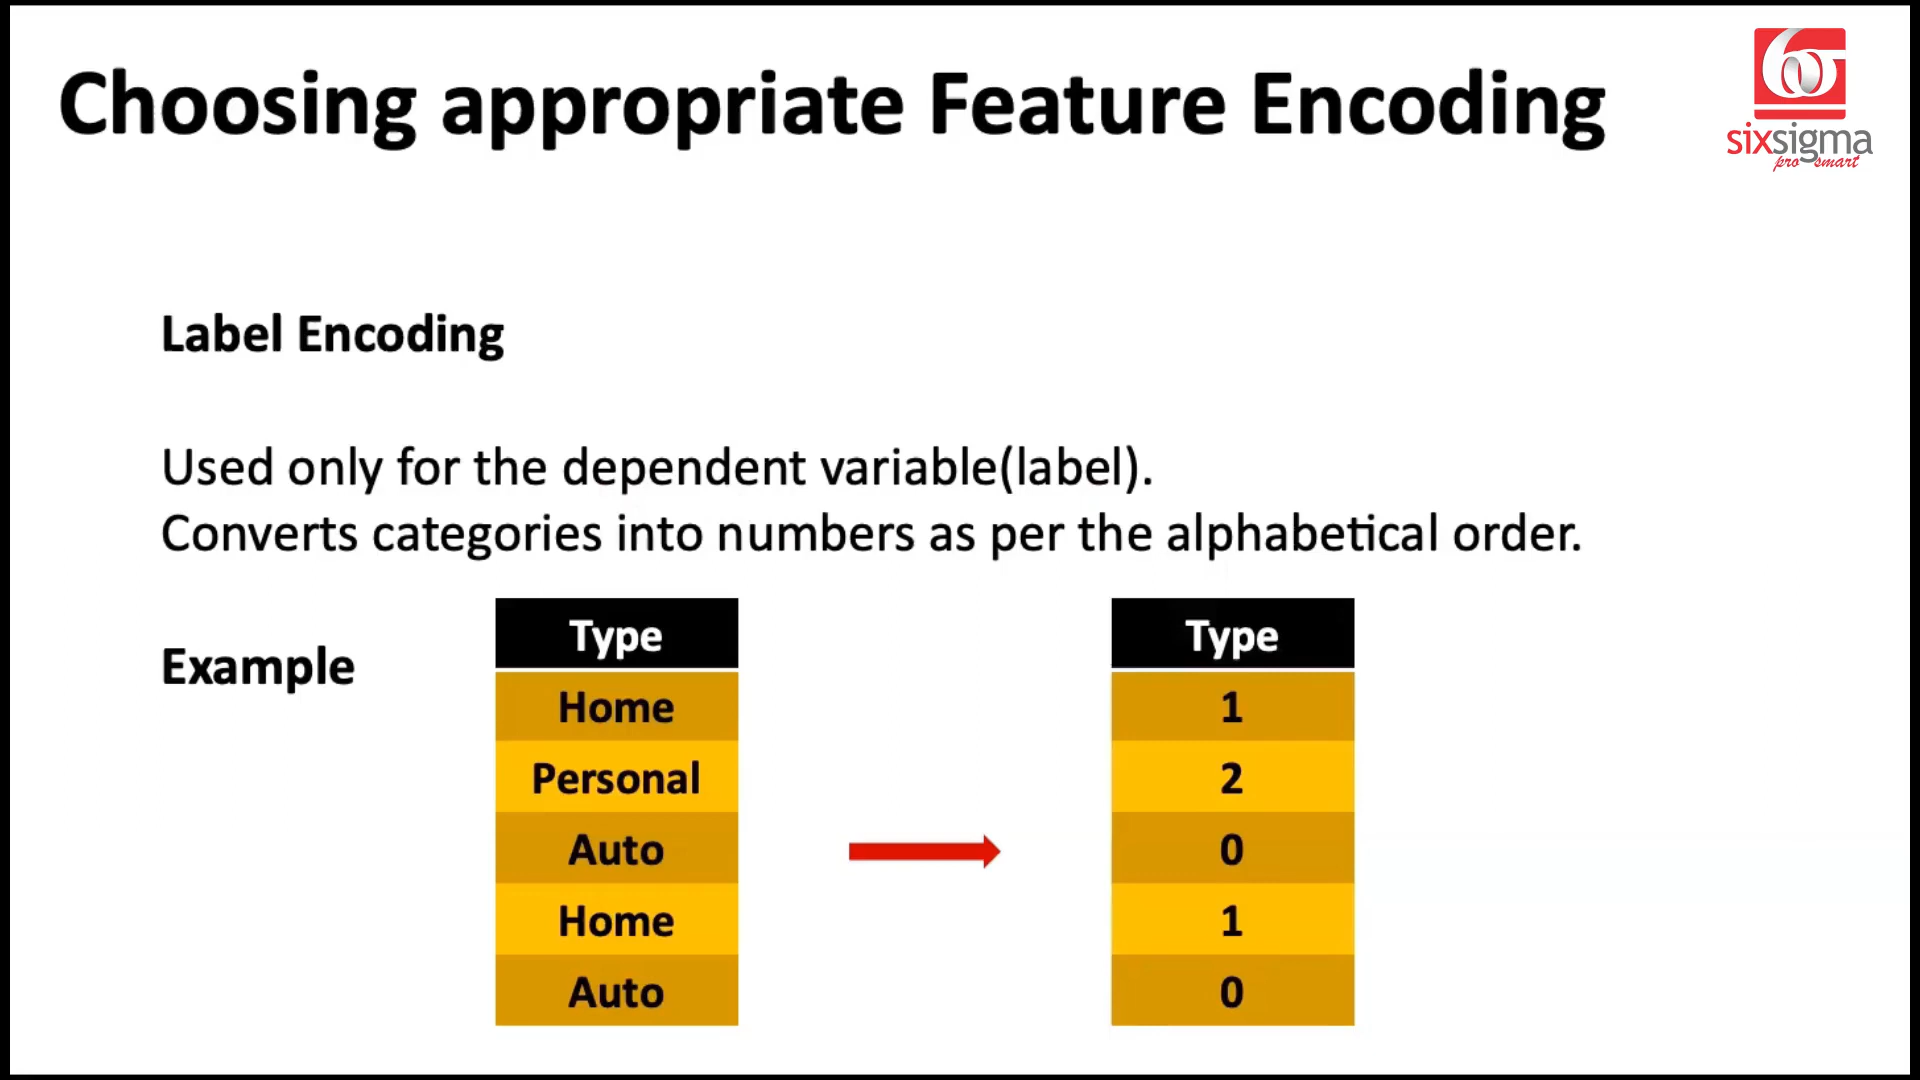 Choosing appropriate Feature Encoding
sixsigma
pro smart
Label Encoding
Used only for the dependent variable(label).
Converts categories into numbers as per the alphabetical order.
Example
Type
Home
Personal
Auto
Home
Auto
Type
1
2
0
1
0